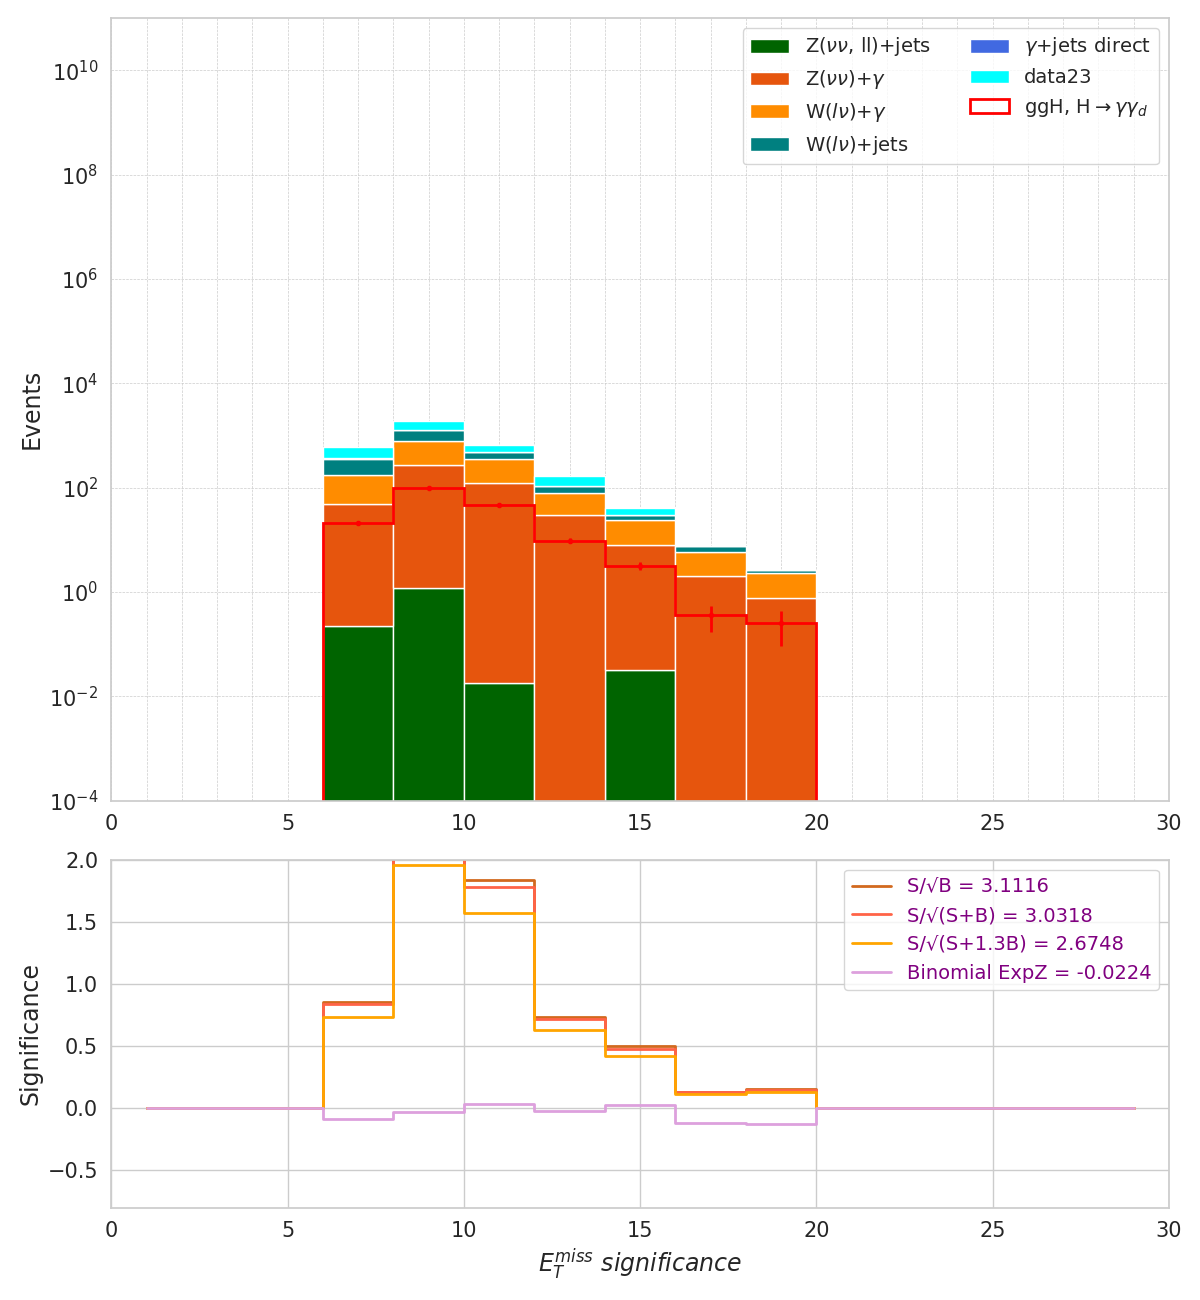 Z(νν, ll)+jets
Z(νν)+γ
W(lν)+γ
W(lν)+jets
γ+jets direct
data23
ggH, H→γγ_d
Events
10^10
10^8
10^6
10^4
10^2
10^0
10^−2
10^−4
0 5 10 15 20 25 30
S/√B = 3.1116
S/√(S+B) = 3.0318
S/√(S+1.3B) = 2.6748
Binomial ExpZ = -0.0224
Significance
2.0
1.5
1.0
0.5
0.0
−0.5
0 5 10 15 20 25 30
E_T^miss significance